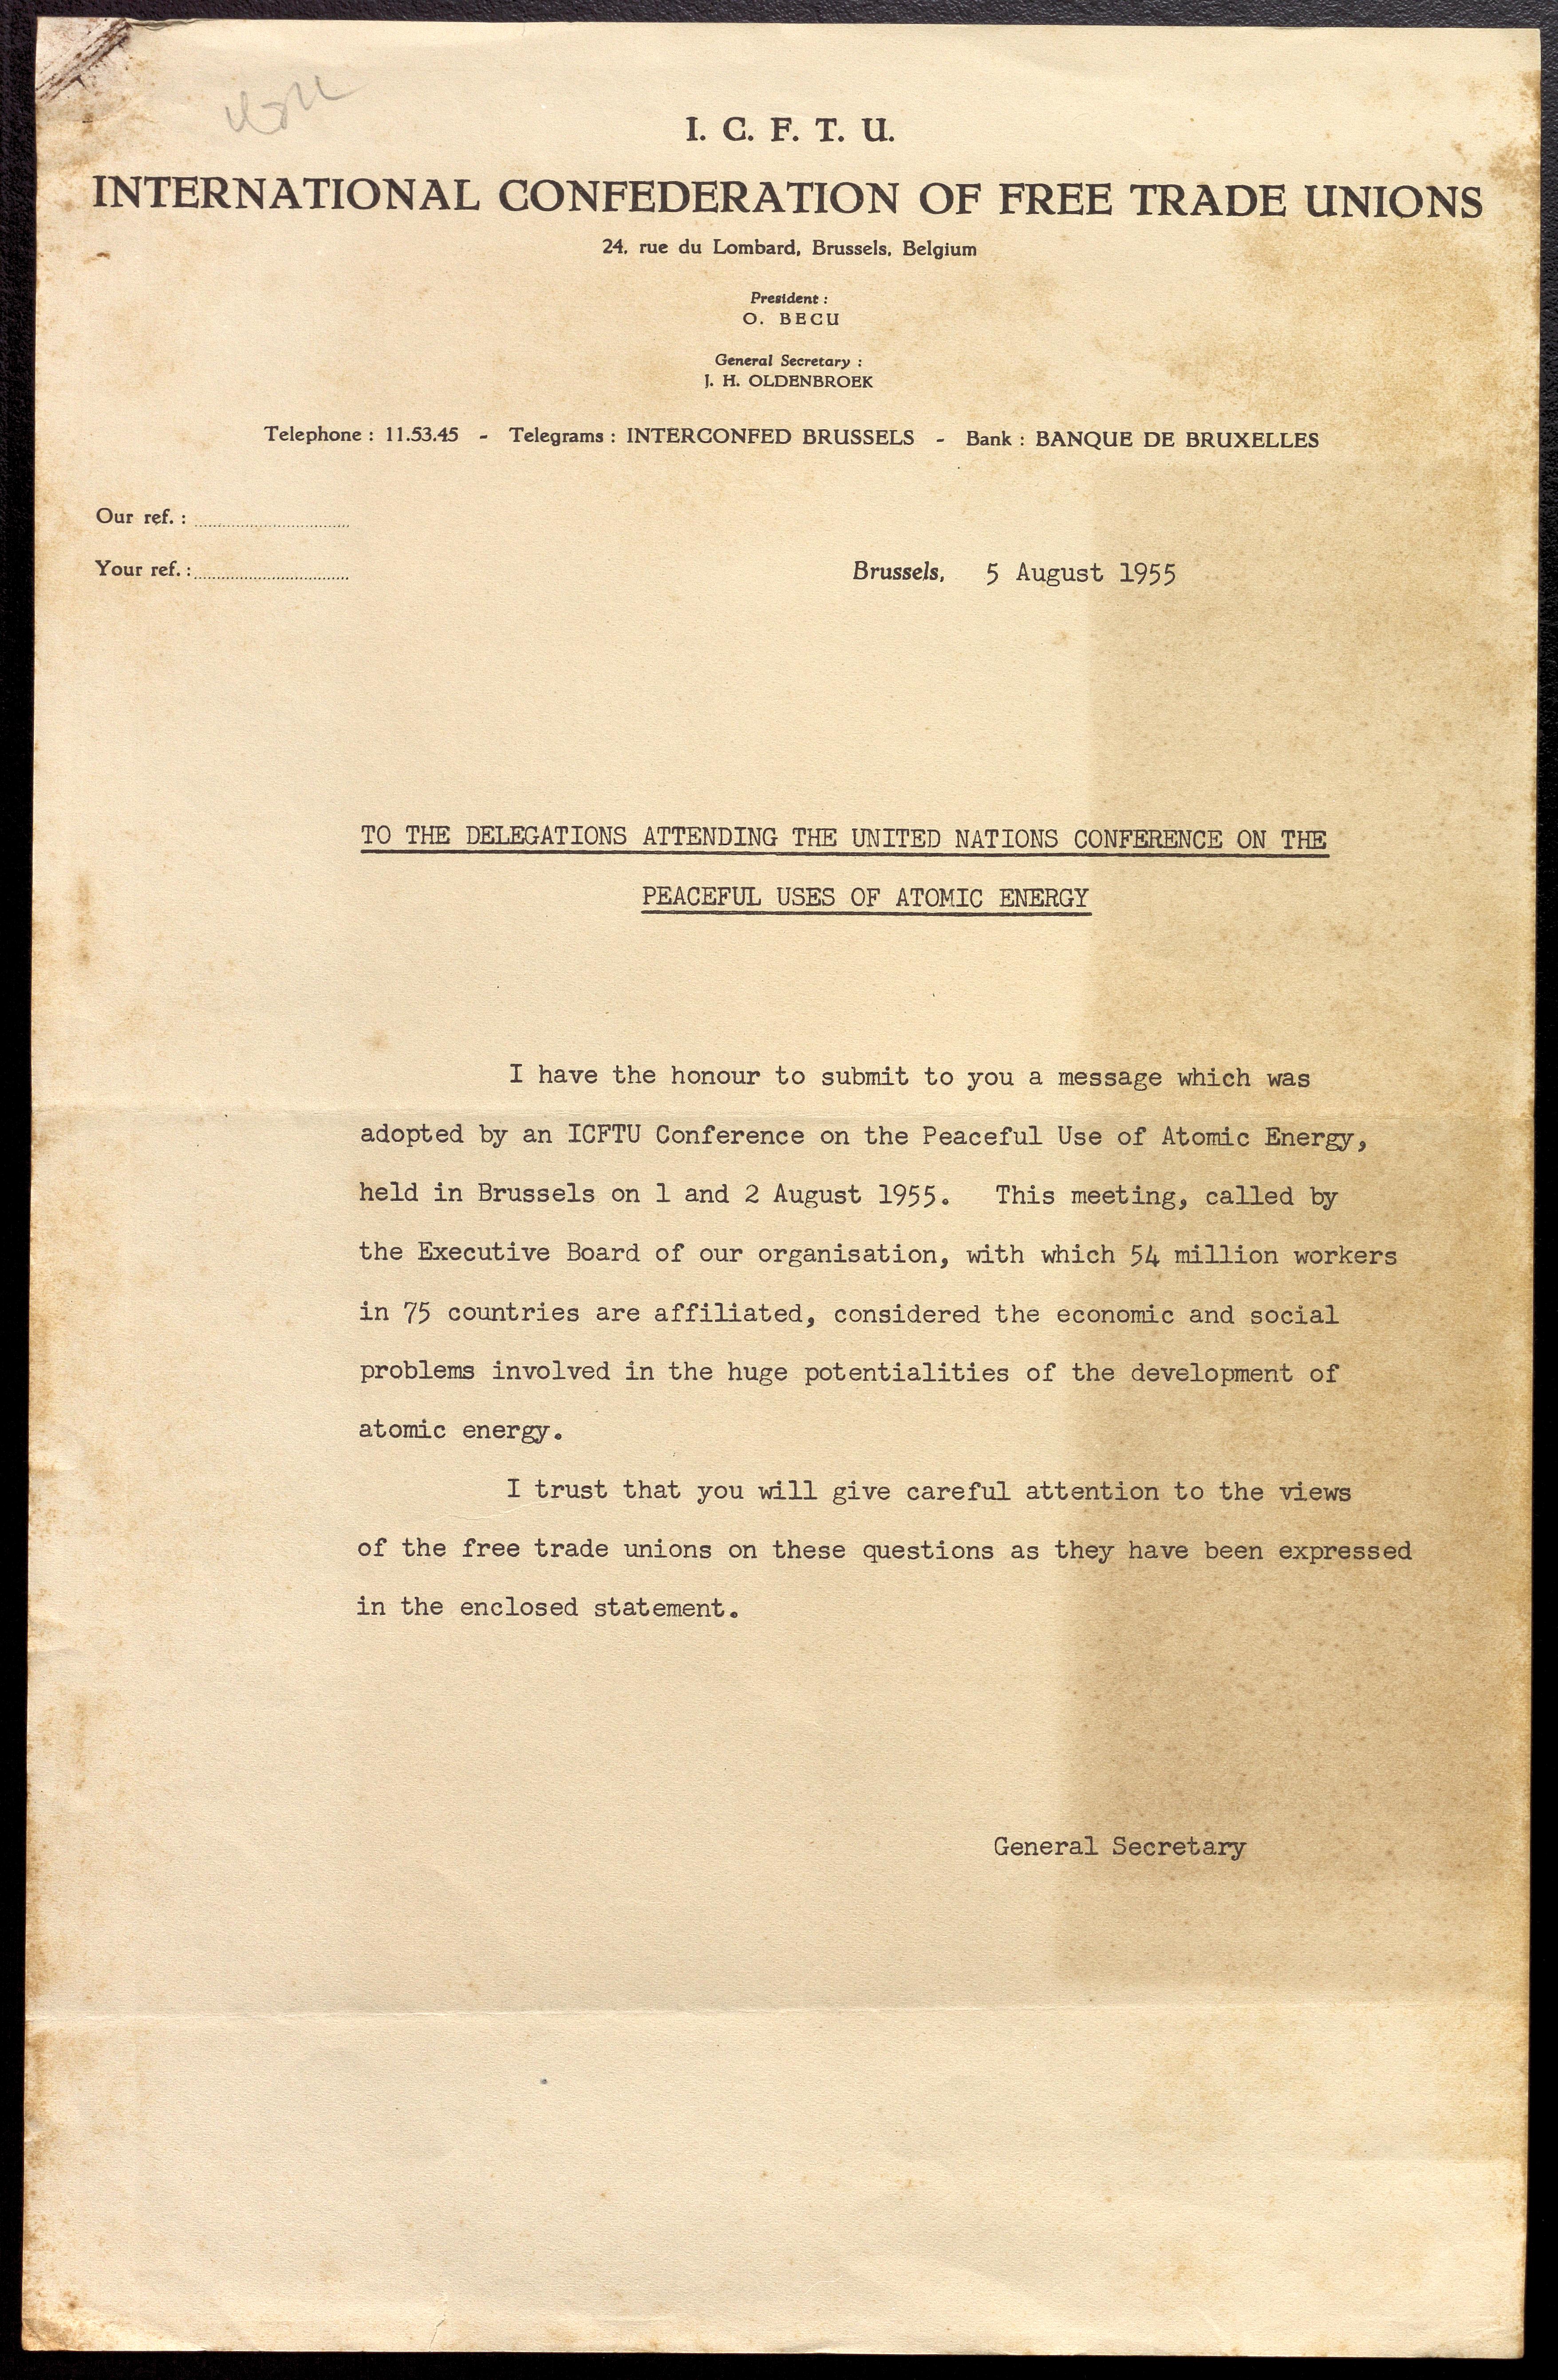 I. C. F. T. U.
INTERNATIONAL CONFEDERATION OF FREE TRADE UNIONS
24, rue du Lombard, Brussels, Belgium
President :
O. BECU
General Secretary :
J. H. OLDENBROEK
Telephone : 11.53.45 - Telegrams : INTERCONFED BRUSSELS - Bank : BANQUE DE BRUXELLES
Our ref. :
Your ref. :
Brussels, 5 August 1955
TO THE DELEGATIONS ATTENDING THE UNITED NATIONS CONFERENCE ON THE
PEACEFUL USES OF ATOMIC ENERGY
I have the honour to submit to you a message which was
adopted by an ICFTU Conference on the Peaceful Use of Atomic Energy,
held in Brussels on 1 and 2 August 1955. This meeting, called by
the Executive Board of our organisation, with which 54 million workers
in 75 countries are affiliated, considered the economic and social
problems involved in the huge potentialities of the development of
atomic energy.
I trust that you will give careful attention to the views
of the free trade unions on these questions as they have been expressed
in the enclosed statement.
General Secretary